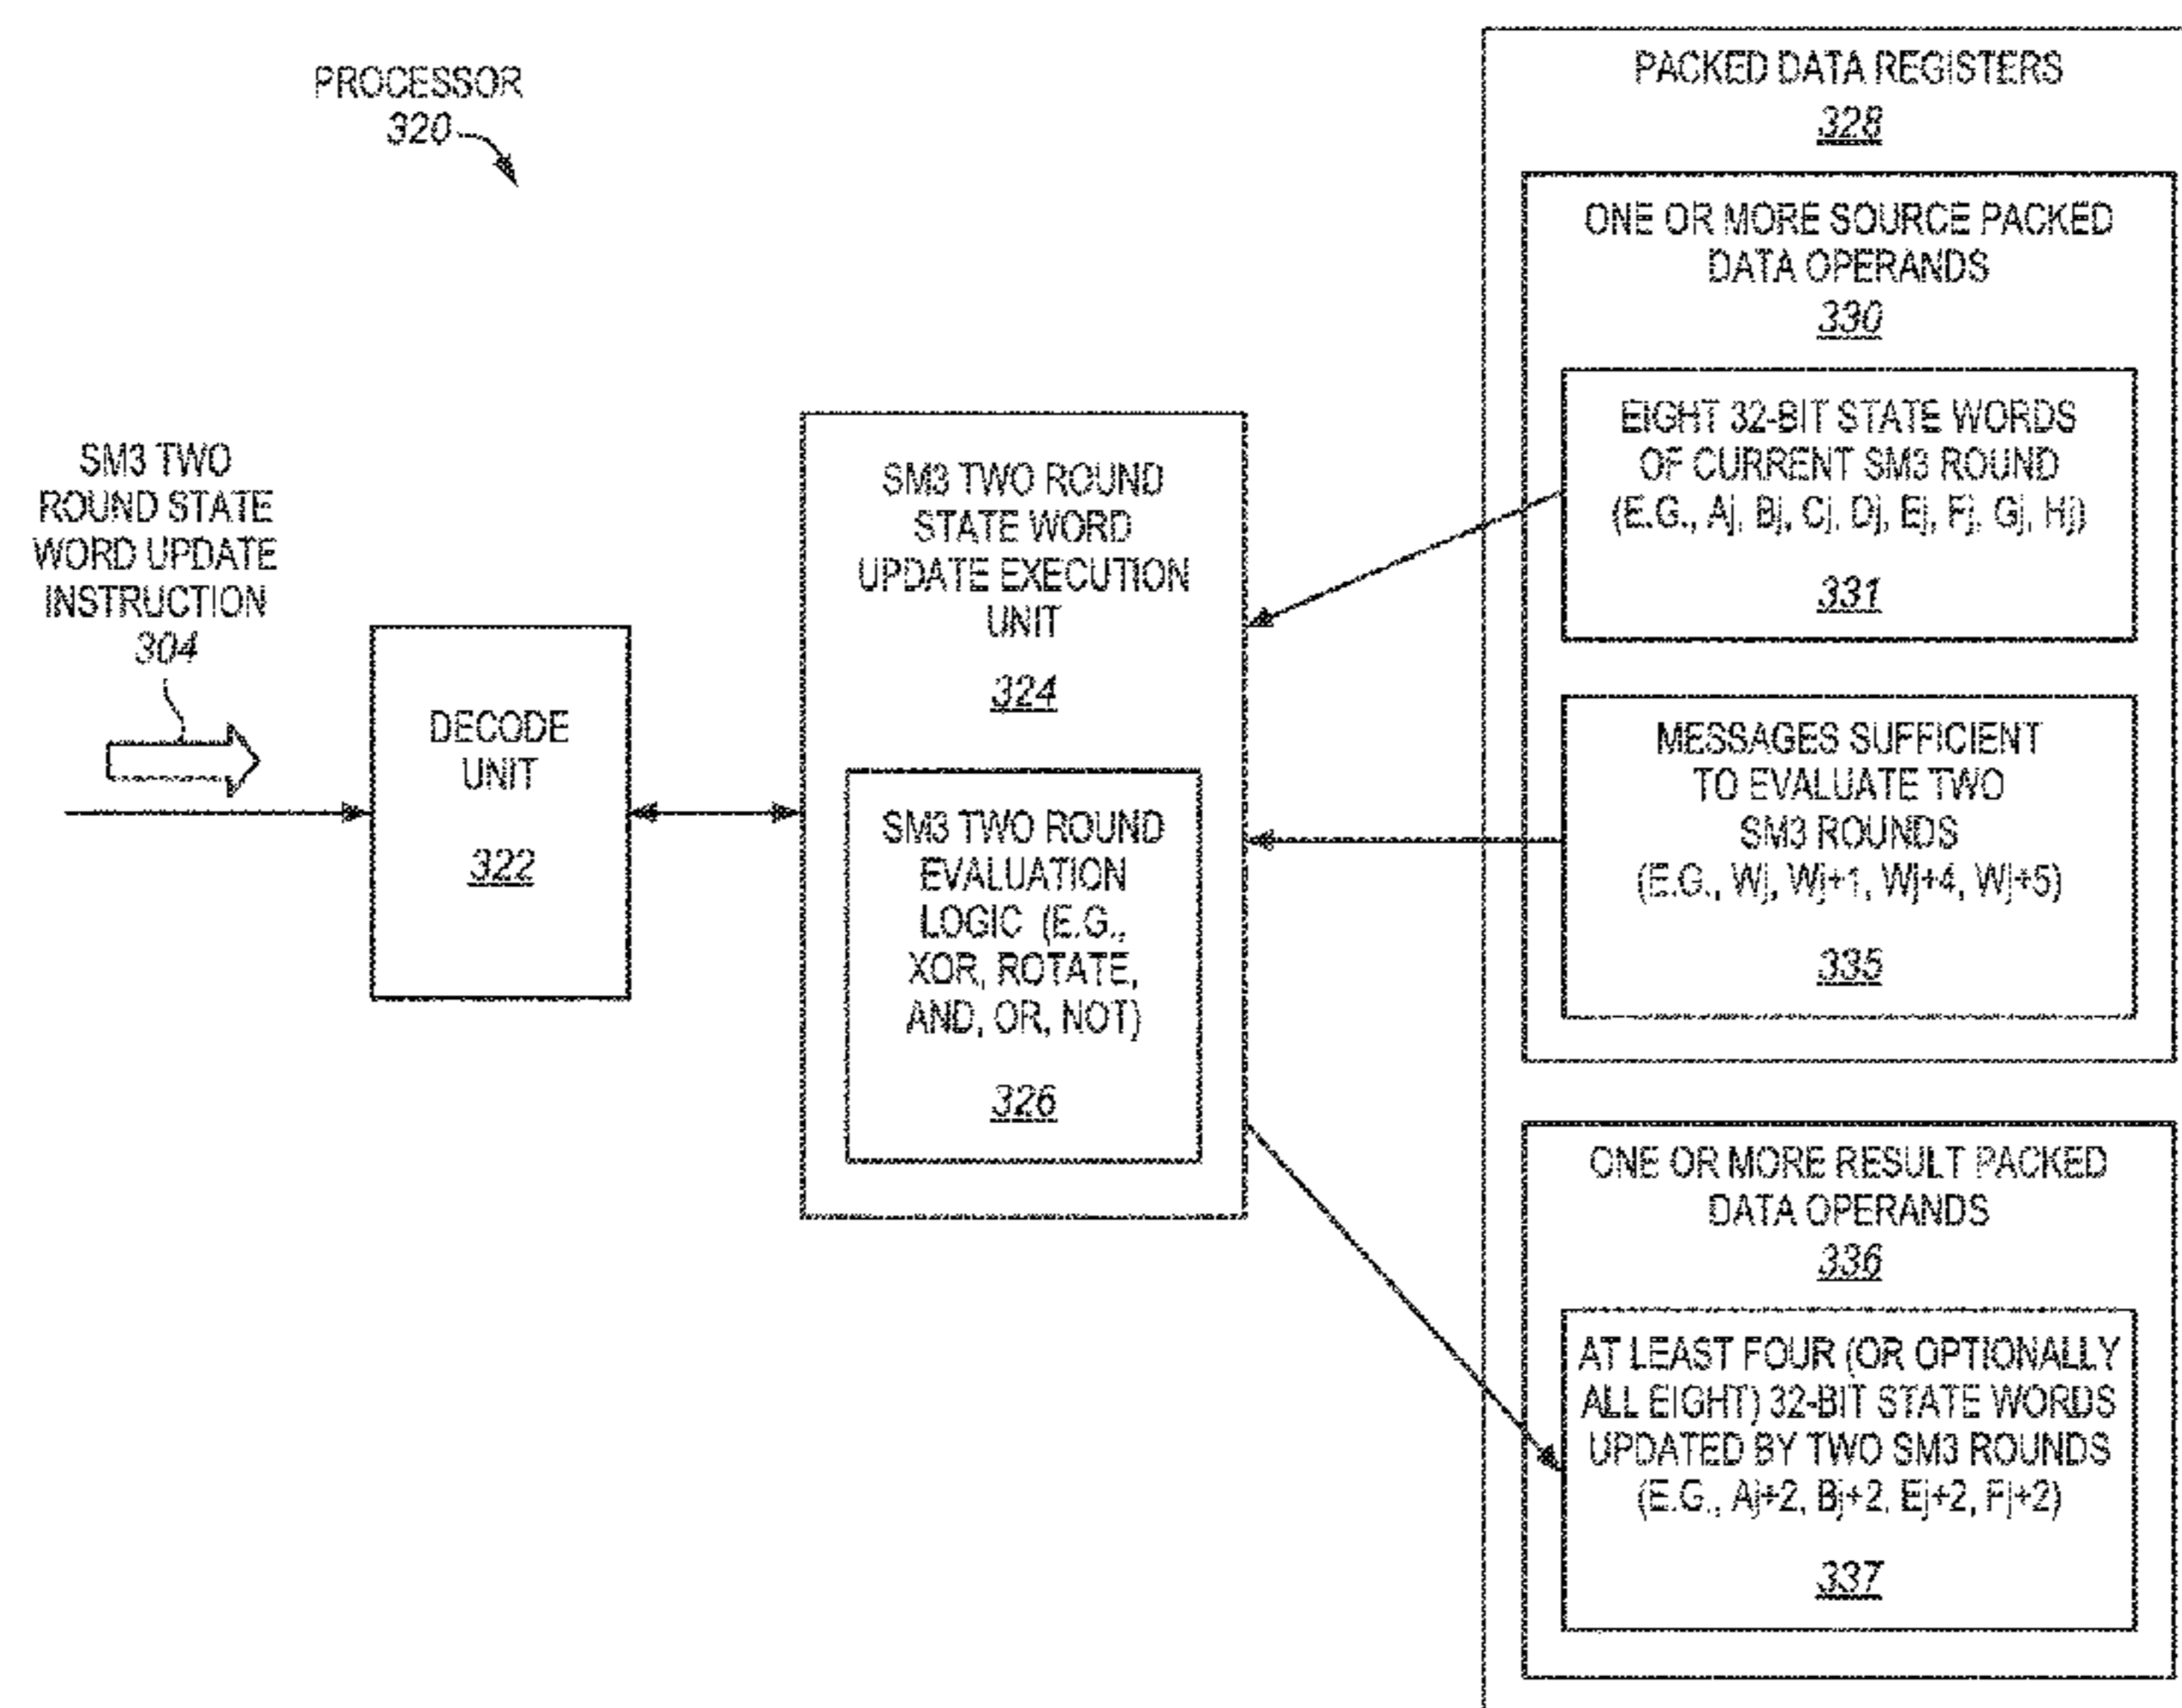 PROCESSOR
320
SM3 TWO
ROUND STATE
WORD UPDATE
INSTRUCTION
304
DECODE
UNIT
322
SM3 TWO ROUND
STATE WORD
UPDATE EXECUTION
UNIT
324
SM3 TWO ROUND
EVALUATION
LOGIC (E.G.,
XOR, ROTATE,
AND, OR, NOT)
326
PACKED DATA REGISTERS
328
ONE OR MORE SOURCE PACKED
DATA OPERANDS
330
EIGHT 32-BIT STATE WORDS
OF CURRENT SM3 ROUND
(E.G., Aj, Bj, Cj, Dj, Ej, Fj, Gj, Hj)
331
MESSAGES SUFFICIENT
TO EVALUATE TWO
SM3 ROUNDS
(E.G., Wj, Wj+1, Wj+4, Wj+5)
335
ONE OR MORE RESULT PACKED
DATA OPERANDS
336
AT LEAST FOUR (OR OPTIONALLY
ALL EIGHT) 32-BIT STATE WORDS
UPDATED BY TWO SM3 ROUNDS
(E.G., Aj+2, Bj+2, Ej+2, Fj+2)
337